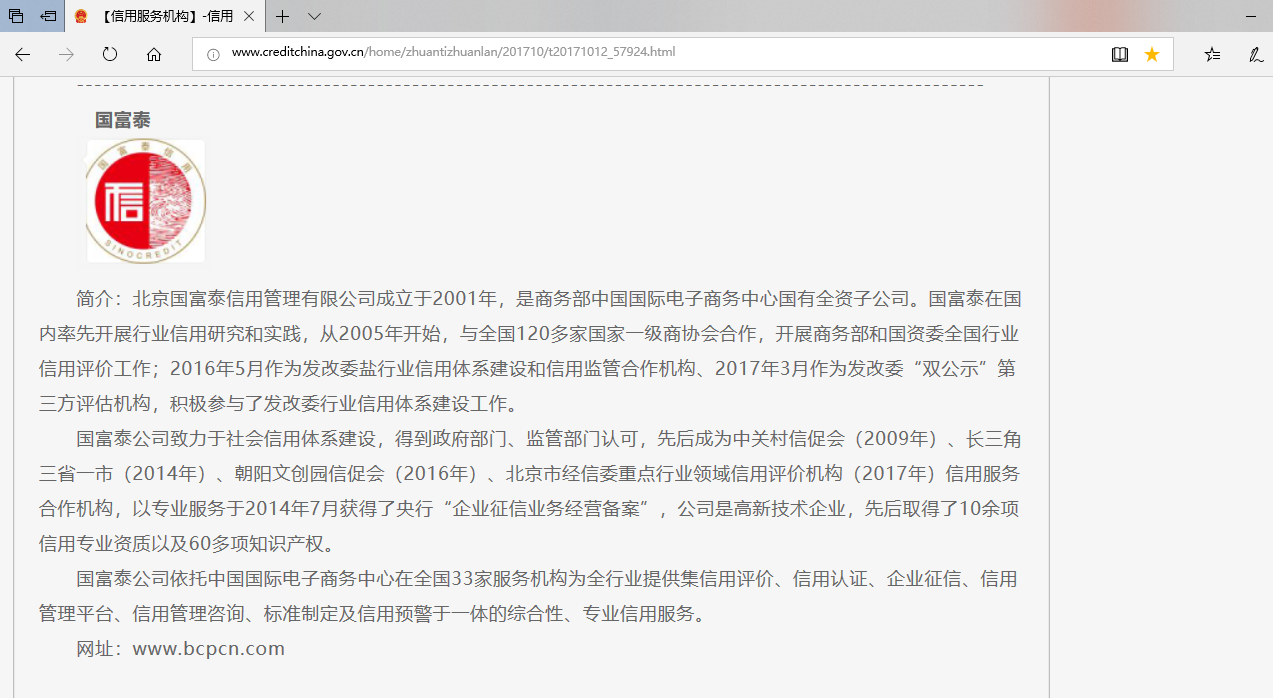 【信用服务机构】-信用
www.creditchina.gov.cn/home/zhuantizhuanlan/201710/t20171012_57924.html
国富泰
国富泰信用
信
SINOCREDIT
简介：北京国富泰信用管理有限公司成立于2001年，是商务部中国国际电子商务中心国有全资子公司。国富泰在国
内率先开展行业信用研究和实践，从2005年开始，与全国120多家国家一级商协会合作，开展商务部和国资委全国行业
信用评价工作；2016年5月作为发改委盐行业信用体系建设和信用监管合作机构、2017年3月作为发改委“双公示”第
三方评估机构，积极参与了发改委行业信用体系建设工作。
国富泰公司致力于社会信用体系建设，得到政府部门、监管部门认可，先后成为中关村信促会（2009年）、长三角
三省一市（2014年）、朝阳文创园信促会（2016年）、北京市经信委重点行业领域信用评价机构（2017年）信用服务
合作机构，以专业服务于2014年7月获得了央行“企业征信业务经营备案”，公司是高新技术企业，先后取得了10余项
信用专业资质以及60多项知识产权。
国富泰公司依托中国国际电子商务中心在全国33家服务机构为全行业提供集信用评价、信用认证、企业征信、信用
管理平台、信用管理咨询、标准制定及信用预警于一体的综合性、专业信用服务。
网址：www.bcpcn.com